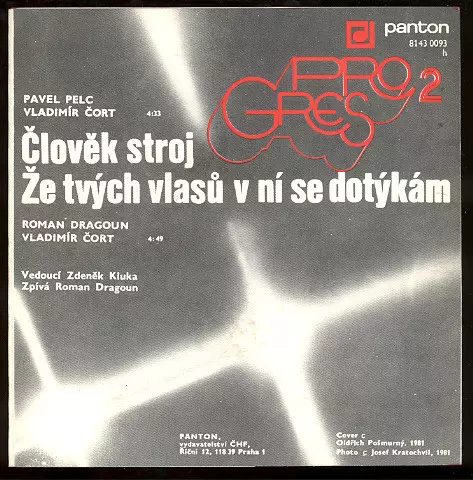 panton
8143 0093
h
PRO
GRES 2
PAVEL PELC
VLADIMÍR ČORT 4:33
Člověk stroj
Že tvých vlasů v ní se dotýkám
ROMAN DRAGOUN
VLADIMÍR ČORT 4:49
Vedoucí Zdeněk Kluka
Zpívá Roman Dragoun
PANTON,
vydavatelství ČHF,
Říční 12, 118 39 Praha 1
Cover c
Oldřich Pošmurný, 1981
Photo c Josef Kratochvil, 1981